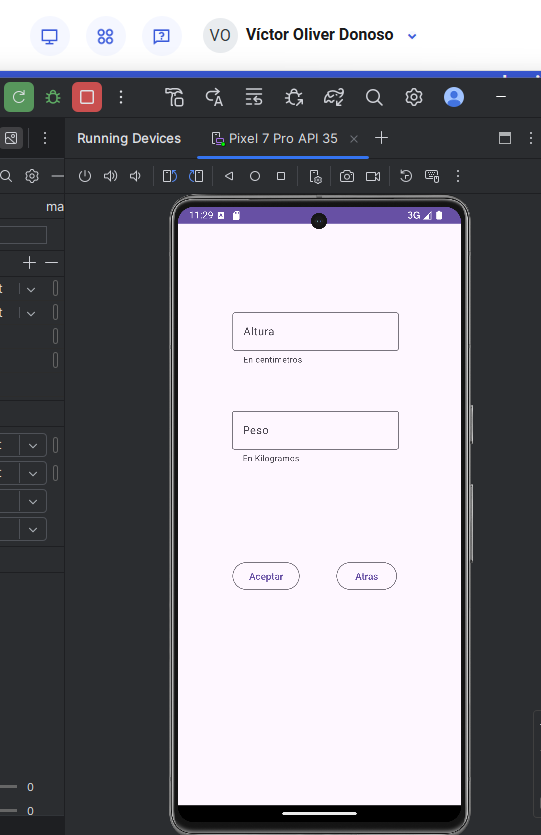 VO Víctor Oliver Donoso
Running Devices
Pixel 7 Pro API 35
ma
11:29
3G
t
t
Altura
En centímetros
Peso
En Kilogramos
Aceptar
Atras
0
0